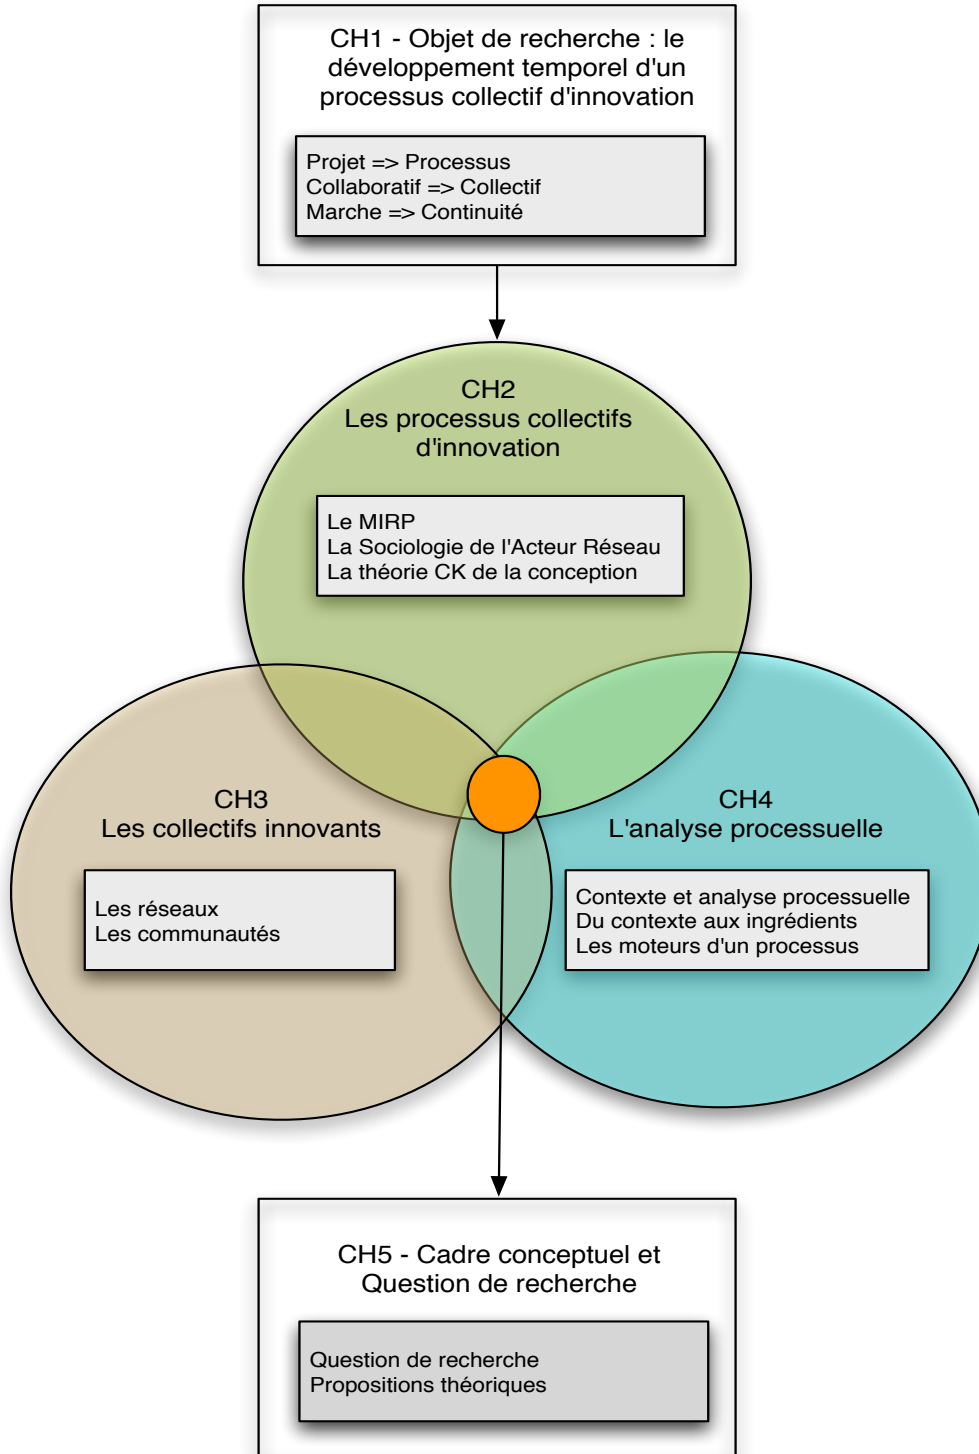 CH1 - Objet de recherche : le
développement temporel d'un
processus collectif d'innovation
Projet => Processus
Collaboratif => Collectif
Marche => Continuité
CH2
Les processus collectifs
d'innovation
Le MIRP
La Sociologie de l'Acteur Réseau
La théorie CK de la conception
CH3
Les collectifs innovants
Les réseaux
Les communautés
CH4
L'analyse processuelle
Contexte et analyse processuelle
Du contexte aux ingrédients
Les moteurs d'un processus
CH5 - Cadre conceptuel et
Question de recherche
Question de recherche
Propositions théoriques